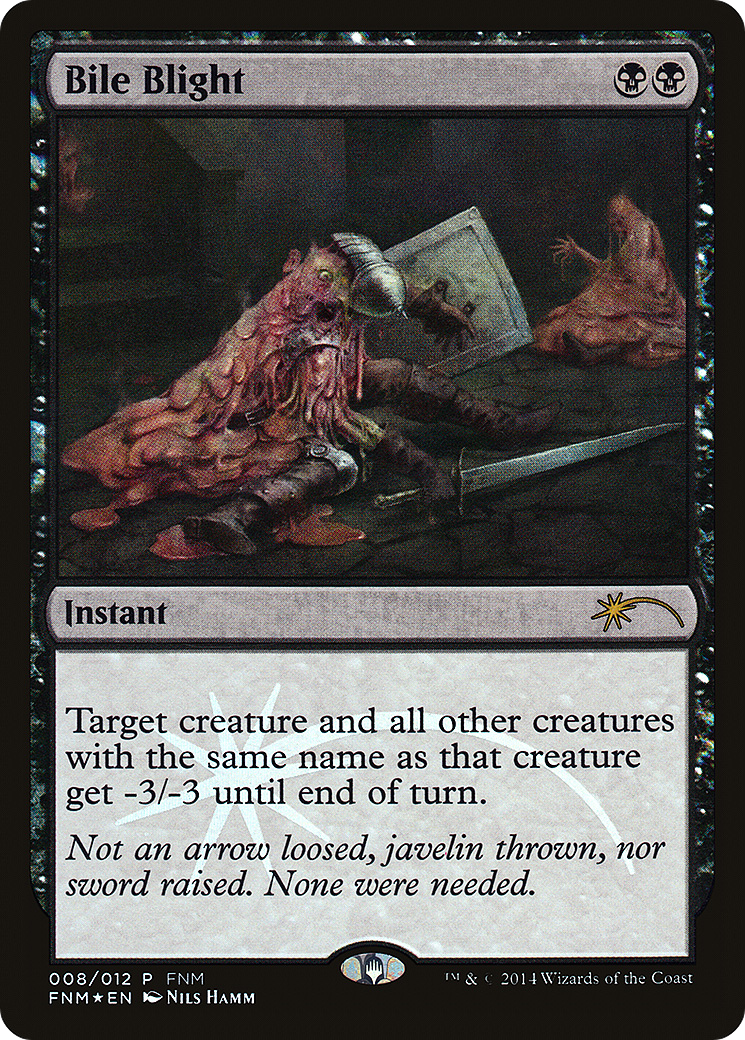 Bile Blight
Instant
Target creature and all other creatures
with the same name as that creature
get -3/-3 until end of turn.
Not an arrow loosed, javelin thrown, nor
sword raised. None were needed.
008/012 P FNM
FNM★EN Nils Hamm
™ & © 2014 Wizards of the Coast